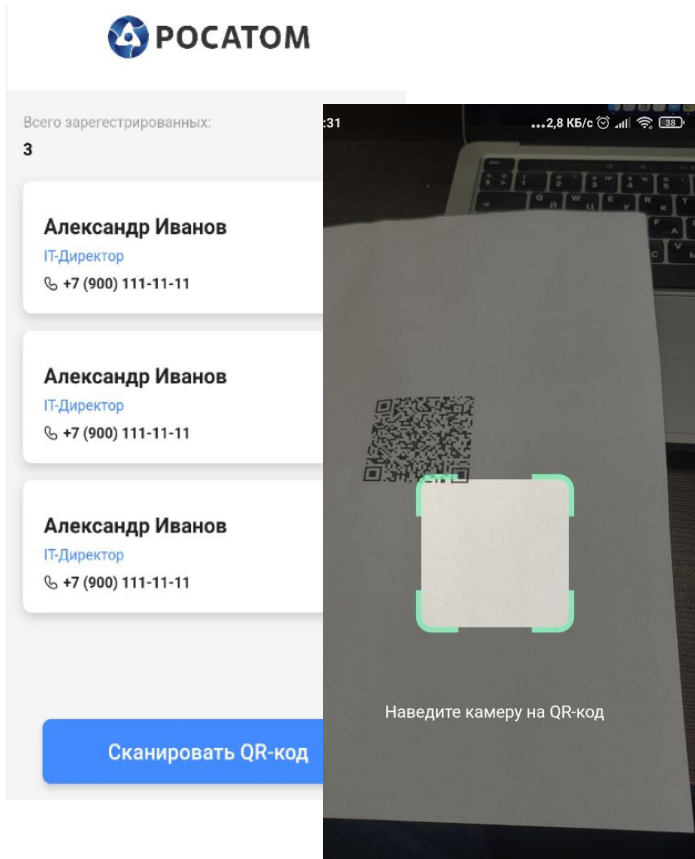 РОСАТОМ
Всего зарегестрированных:
3
Александр Иванов
IT-Директор
+7 (900) 111-11-11
Александр Иванов
IT-Директор
+7 (900) 111-11-11
Александр Иванов
IT-Директор
+7 (900) 111-11-11
Сканировать QR-код
:31
...2,8 КБ/с
38
Наведите камеру на QR-код